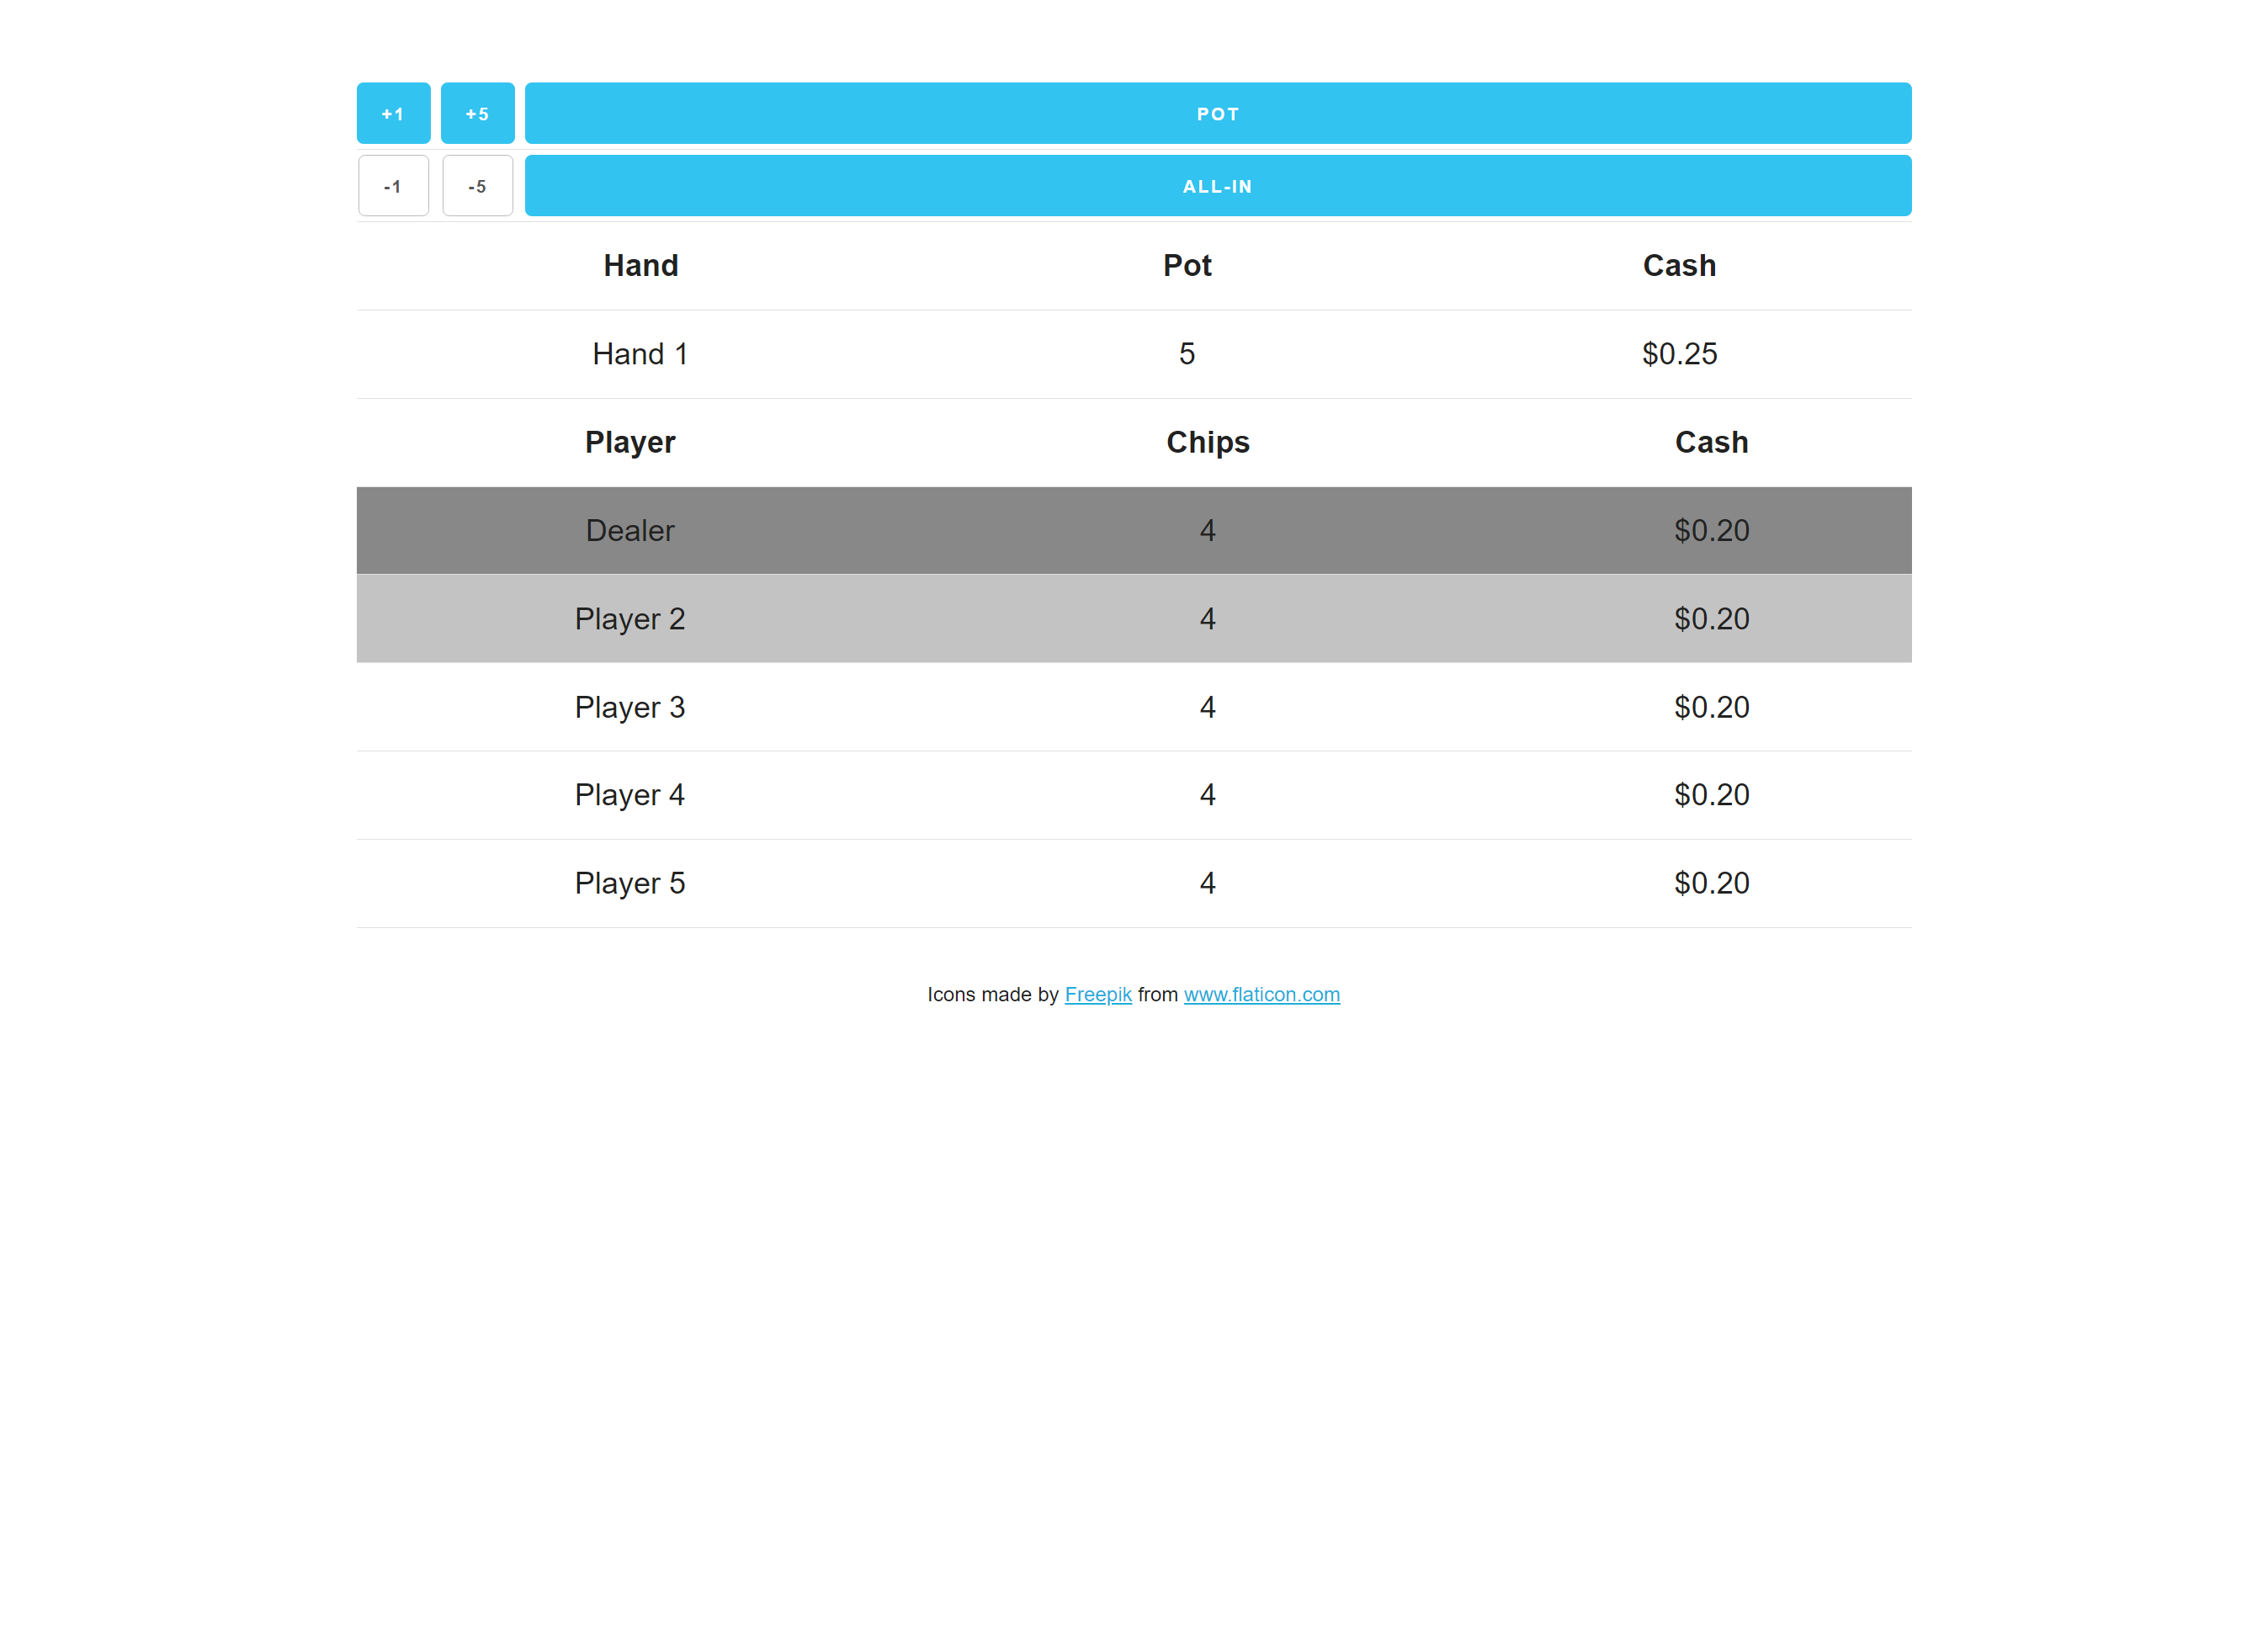 +1 +5 POT
-1 -5 ALL-IN
Hand Pot Cash
Hand 1 5 $0.25
Player Chips Cash
Dealer 4 $0.20
Player 2 4 $0.20
Player 3 4 $0.20
Player 4 4 $0.20
Player 5 4 $0.20
Icons made by Freepik from www.flaticon.com